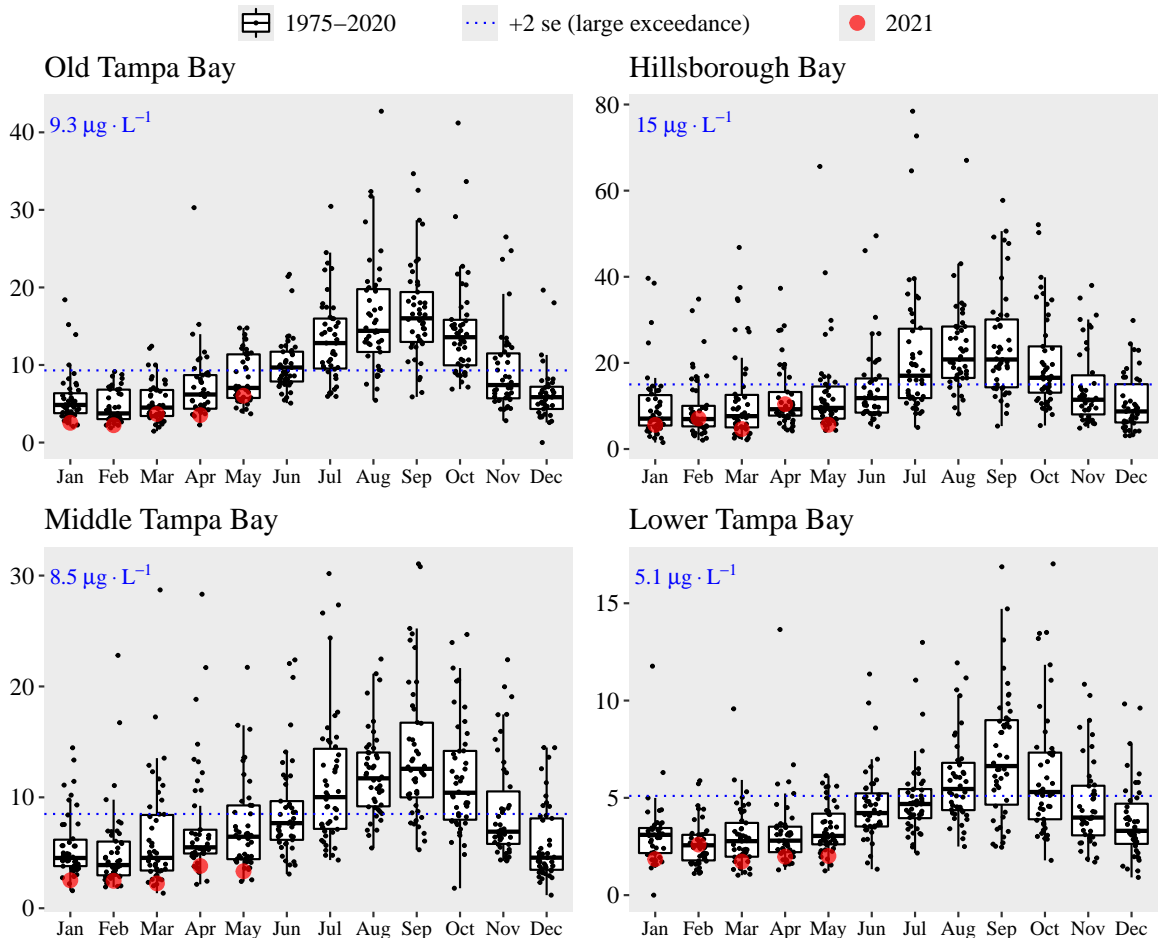 1975–2020 +2 se (large exceedance) 2021
Old Tampa Bay
9.3 μg · L⁻¹
40
30
20
10
0
Jan Feb Mar Apr May Jun Jul Aug Sep Oct Nov Dec
Hillsborough Bay
15 μg · L⁻¹
80
60
40
20
0
Jan Feb Mar Apr May Jun Jul Aug Sep Oct Nov Dec
Middle Tampa Bay
8.5 μg · L⁻¹
30
20
10
0
Jan Feb Mar Apr May Jun Jul Aug Sep Oct Nov Dec
Lower Tampa Bay
5.1 μg · L⁻¹
15
10
5
0
Jan Feb Mar Apr May Jun Jul Aug Sep Oct Nov Dec